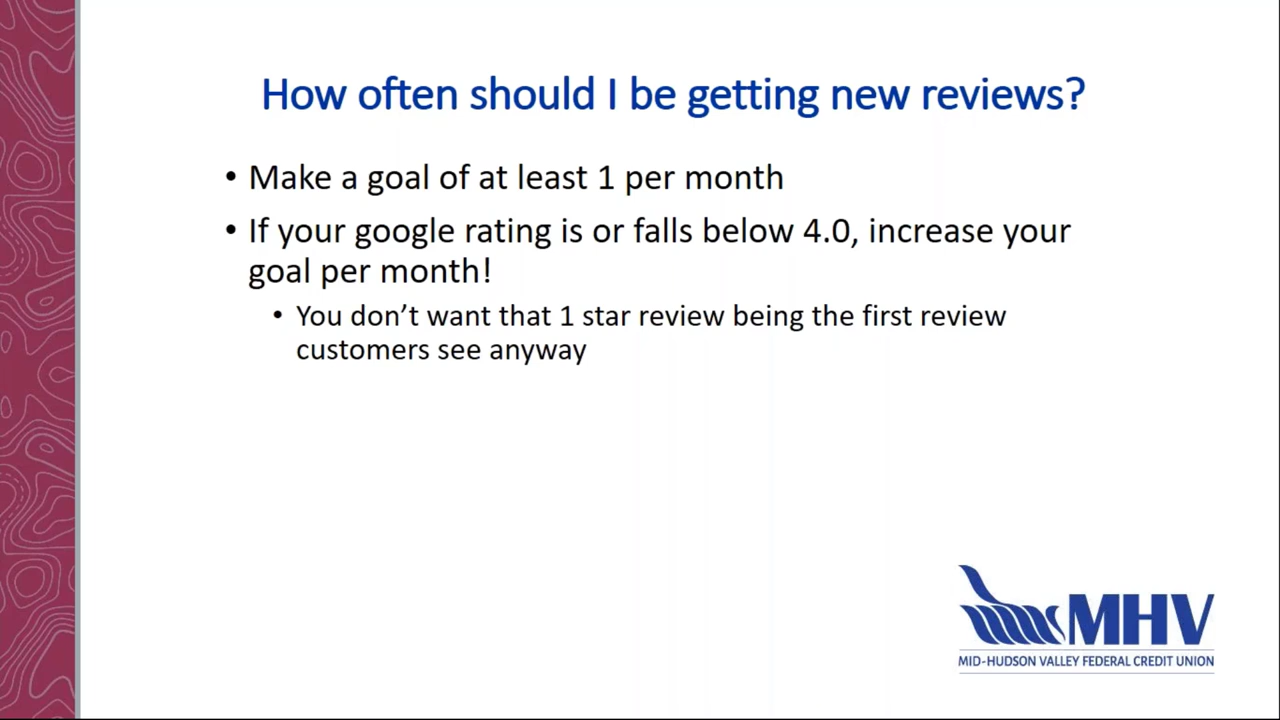 How often should I be getting new reviews?
• Make a goal of at least 1 per month
• If your google rating is or falls below 4.0, increase your
goal per month!
• You don’t want that 1 star review being the first review
customers see anyway
MHV
MID-HUDSON VALLEY FEDERAL CREDIT UNION